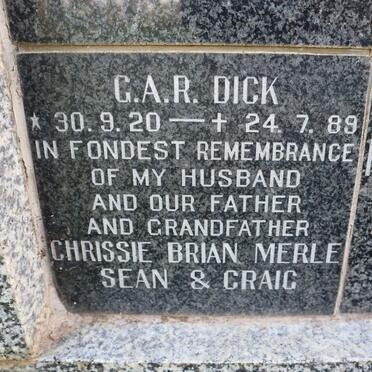 G.A.R. DICK
* 30. 9. 20 — † 24. 7. 89
IN FONDEST REMEMBRANCE
OF MY HUSBAND
AND OUR FATHER
AND GRANDFATHER
CHRISSIE BRIAN MERLE
SEAN & CRAIG